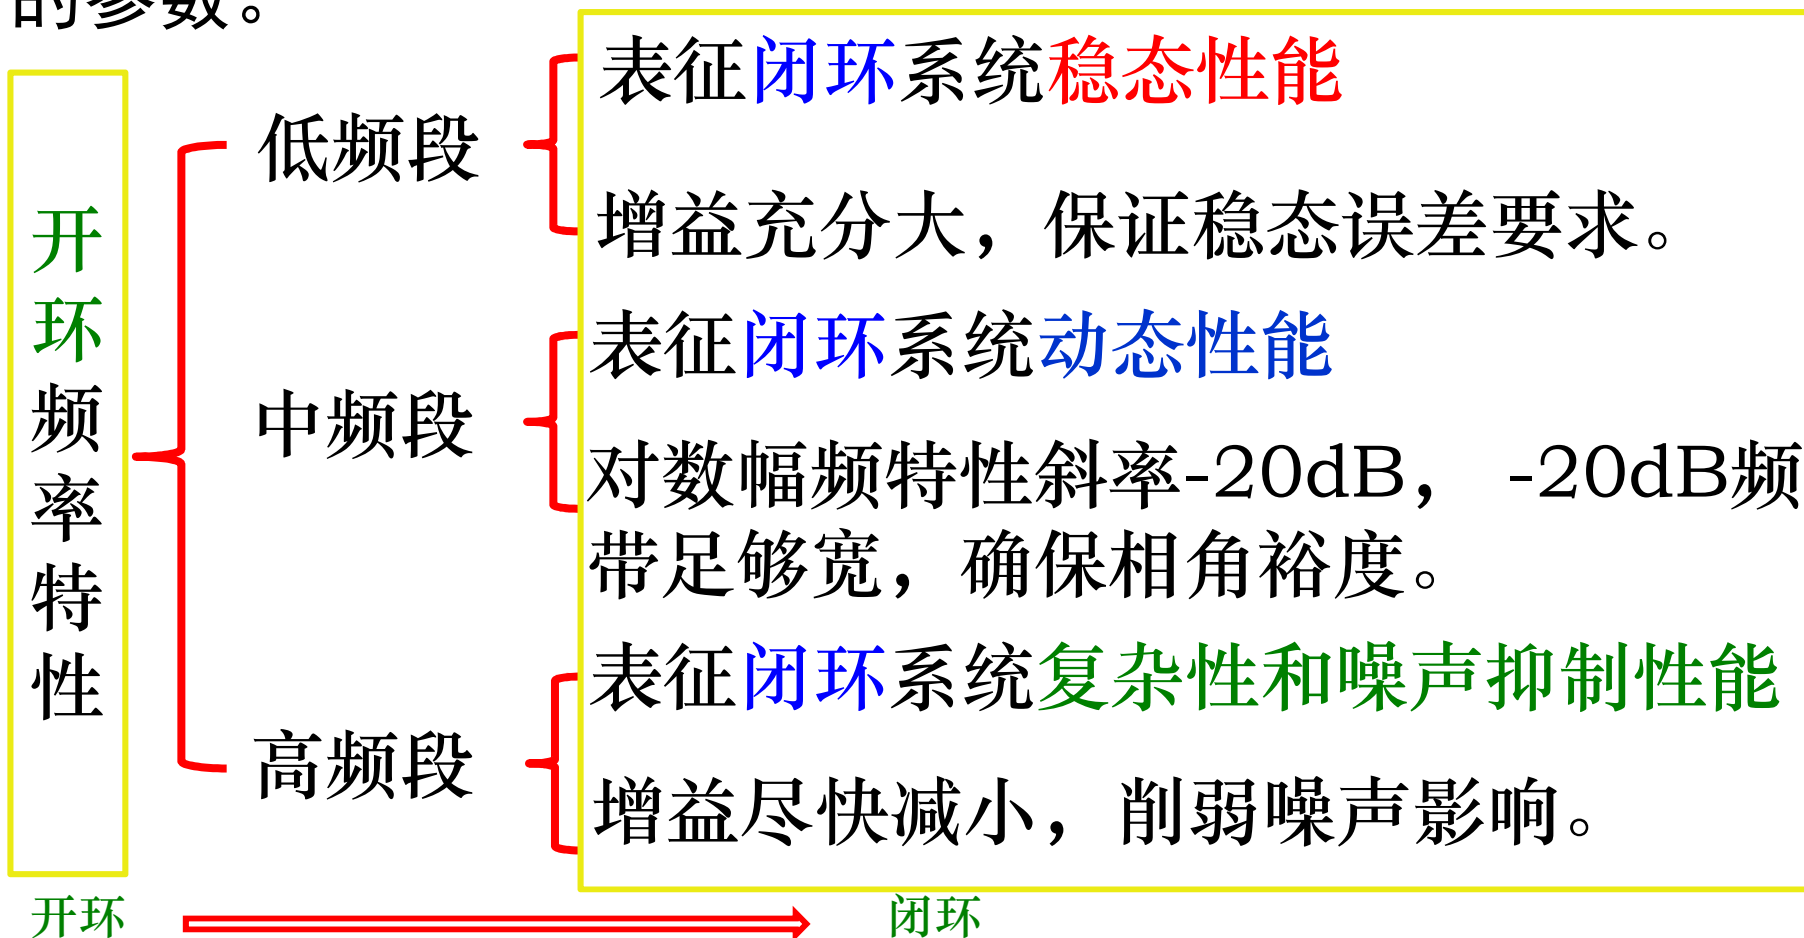 的参数。
开环频率特性
低频段
表征闭环系统稳态性能
增益充分大，保证稳态误差要求。
中频段
表征闭环系统动态性能
对数幅频特性斜率-20dB， -20dB频
带足够宽，确保相角裕度。
高频段
表征闭环系统复杂性和噪声抑制性能
增益尽快减小，削弱噪声影响。
开环
闭环